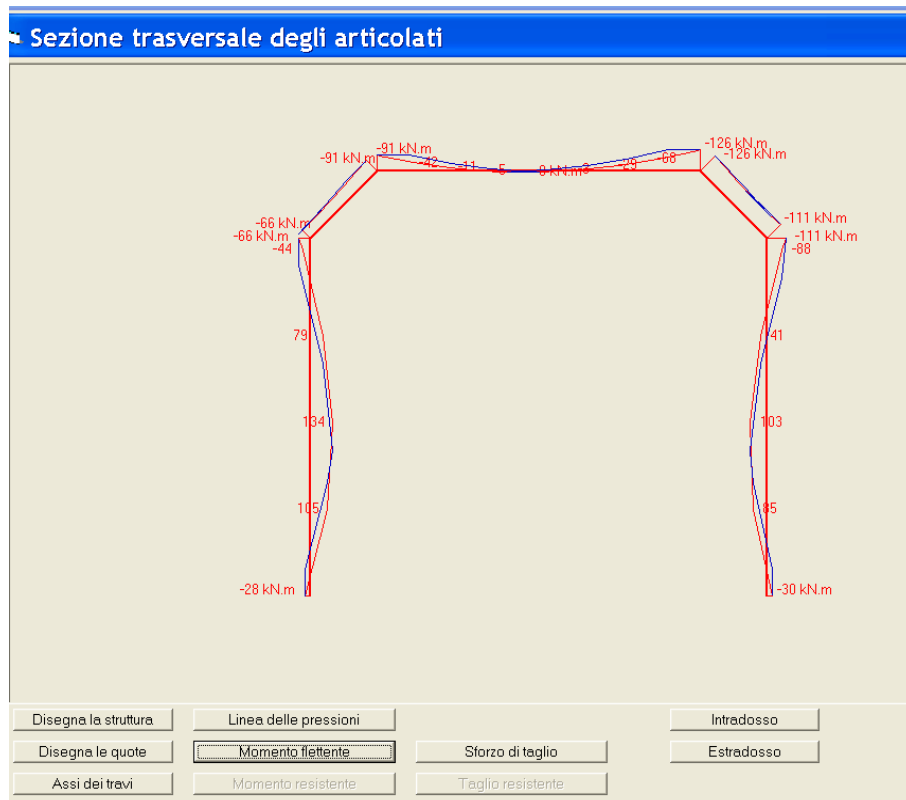 Sezione trasversale degli articolati
-91 kN.m
-126 kN.m
-91 kN.m
-42
-11
-5
0 kN.m
-3
-29
-68
-126 kN.m
-66 kN.m
-111 kN.m
-66 kN.m
-111 kN.m
-44
-88
79
41
134
103
105
85
-28 kN.m
-30 kN.m
Disegna la struttura
Linea delle pressioni
Intradosso
Disegna le quote
Momento flettente
Sforzo di taglio
Estradosso
Assi dei travi
Momento resistente
Taglio resistente